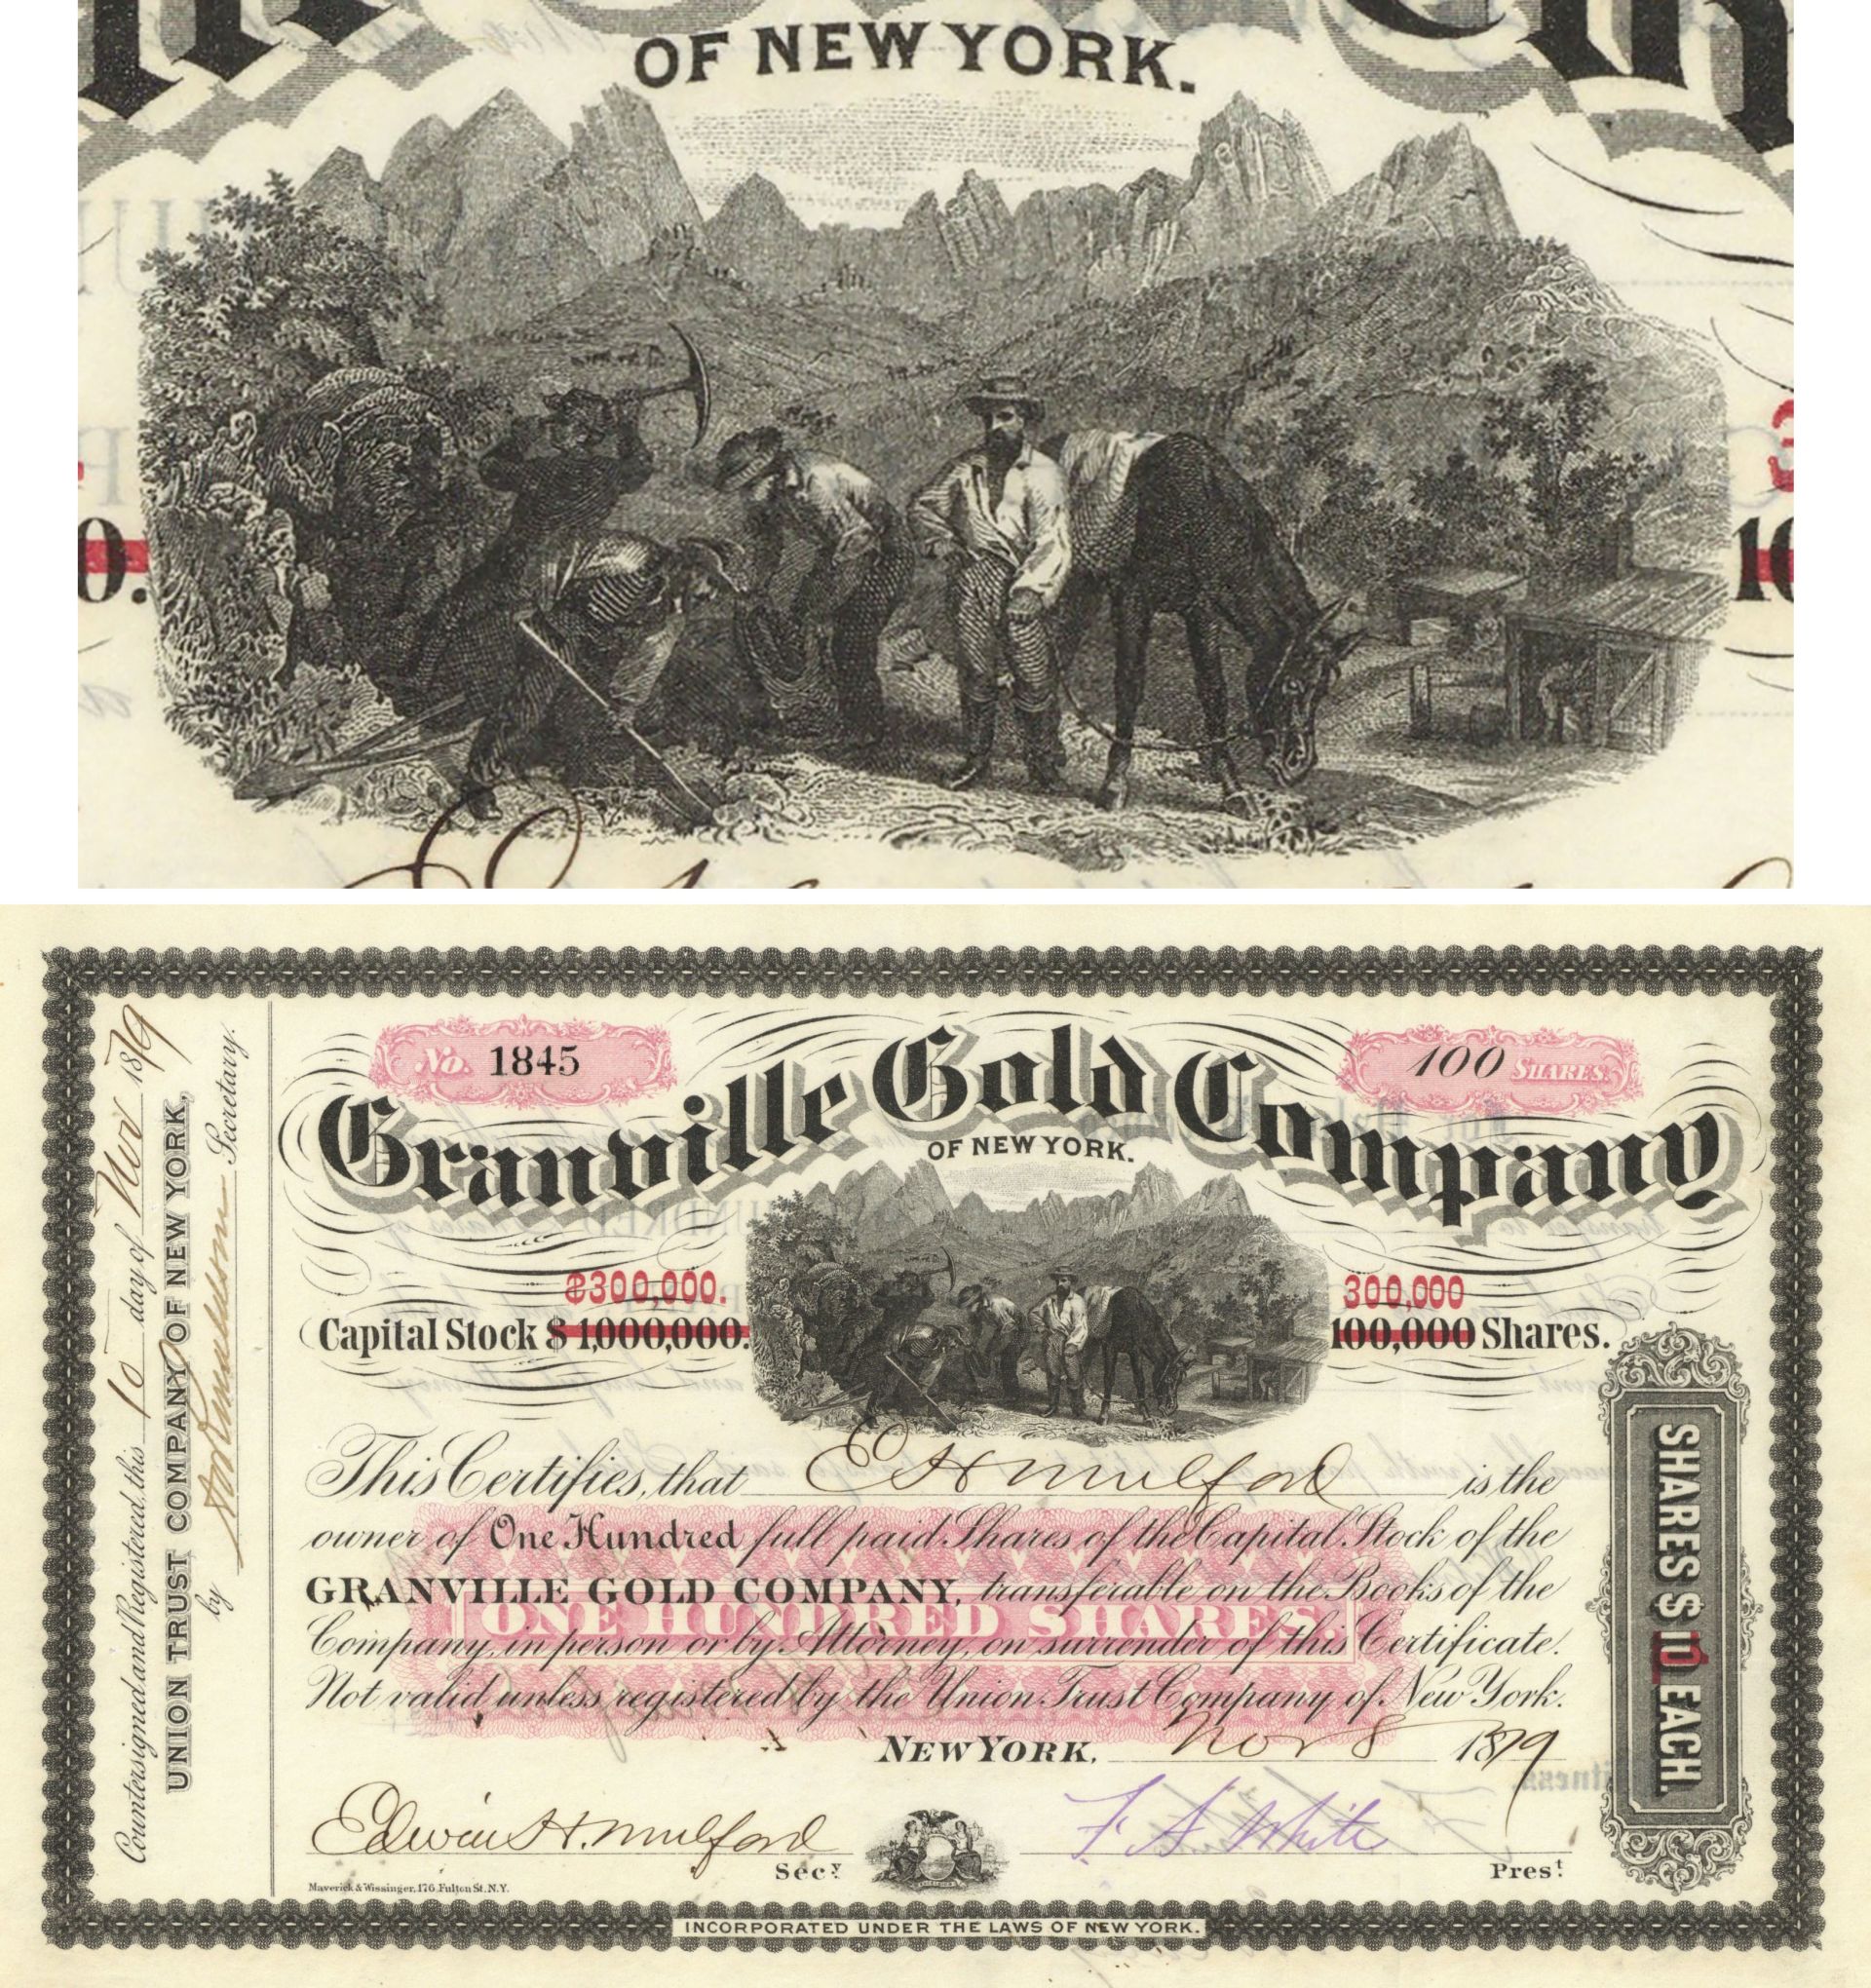 OF NEW YORK.
No. 1845
100 SHARES.
Granville Gold Company
OF NEW YORK.
$300,000.
300,000
Capital Stock $1,000,000.
100,000 Shares.
This Certifies, that E H Mulford is the
owner of One Hundred full paid Shares of the Capital Stock of the
GRANVILLE GOLD COMPANY, transferable on the Books of the
ONE HUNDRED SHARES.
Company, in person or by Attorney, on surrender of this Certificate.
Not valid unless registered by the Union Trust Company of New York.
NEW YORK, Nov 8 1879
Edwin H. Mulford
Secy
F. A. White
Prest
Maverick & Wissinger, 176 Fulton St. N.Y.
INCORPORATED UNDER THE LAWS OF NEW YORK.
Countersigned and Registered, this 10 day of Nov 1879
UNION TRUST COMPANY OF NEW YORK,
by Secretary.
SHARES $ EACH.